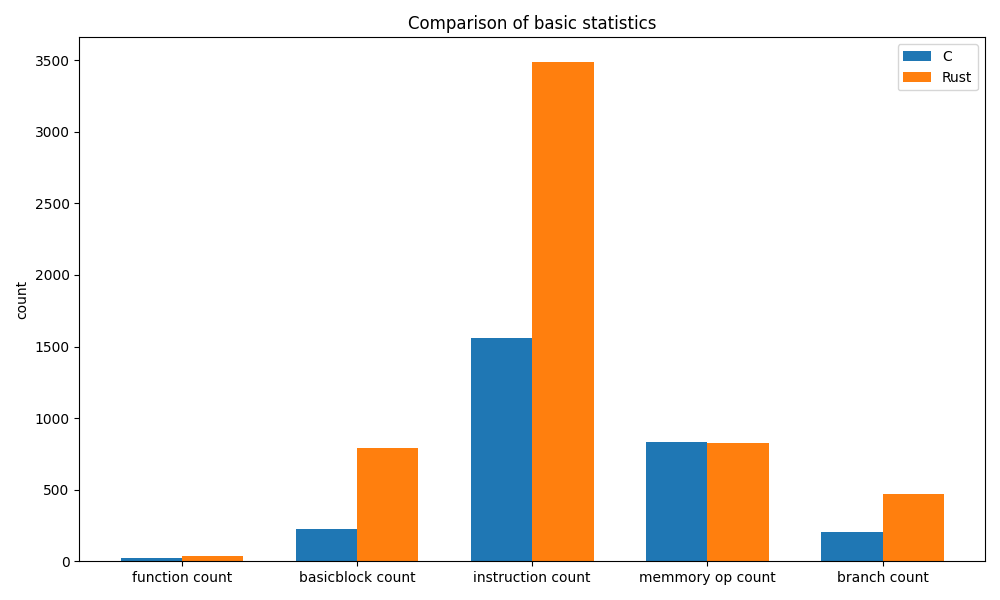 Comparison of basic statistics
C
Rust
3500
3000
2500
2000
1500
1000
500
0
count
function count
basicblock count
instruction count
memmory op count
branch count